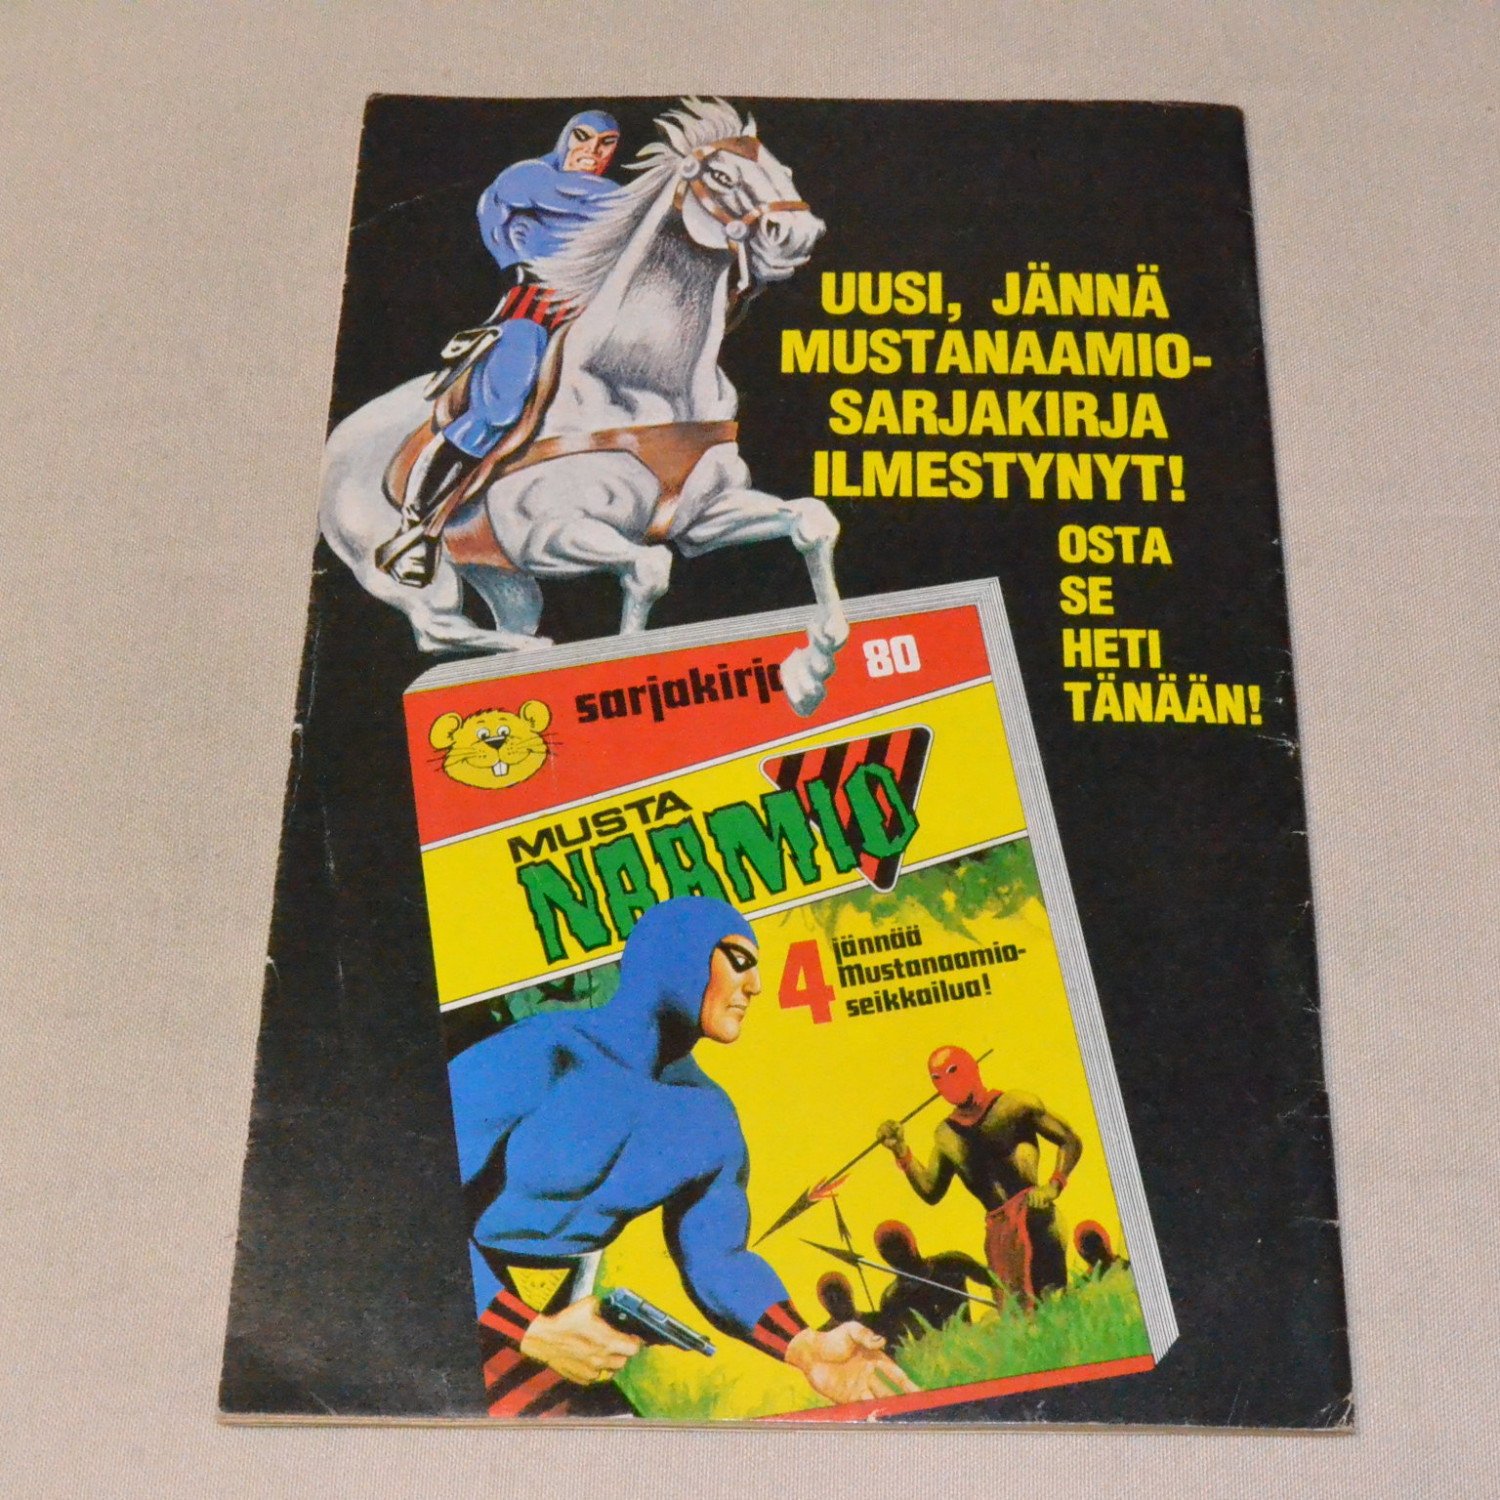 UUSI, JÄNNÄ
MUSTANAAMIO-
SARJAKIRJA
ILMESTYNYT!
OSTA
SE
HETI
TÄNÄÄN!
sarjakirja 80
MUSTA
NAAMIO
4 jännää
Mustanaamio-
seikkailua!